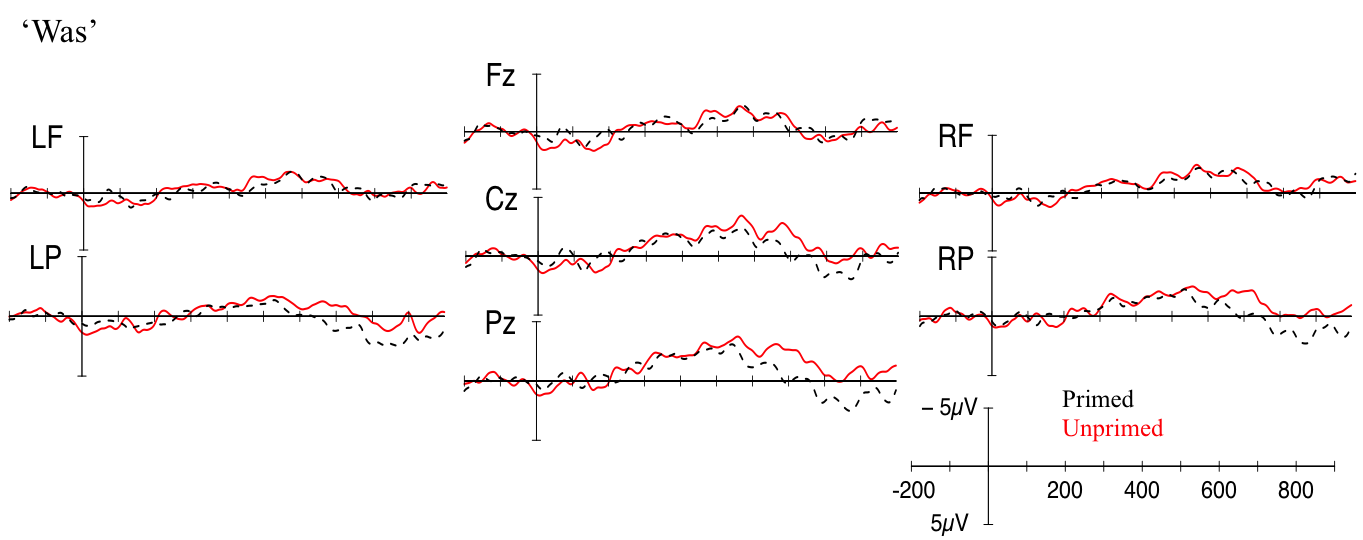 ‘Was’
Fz
LF
RF
Cz
LP
RP
Pz
– 5µV
Primed
Unprimed
-200 200 400 600 800
5µV